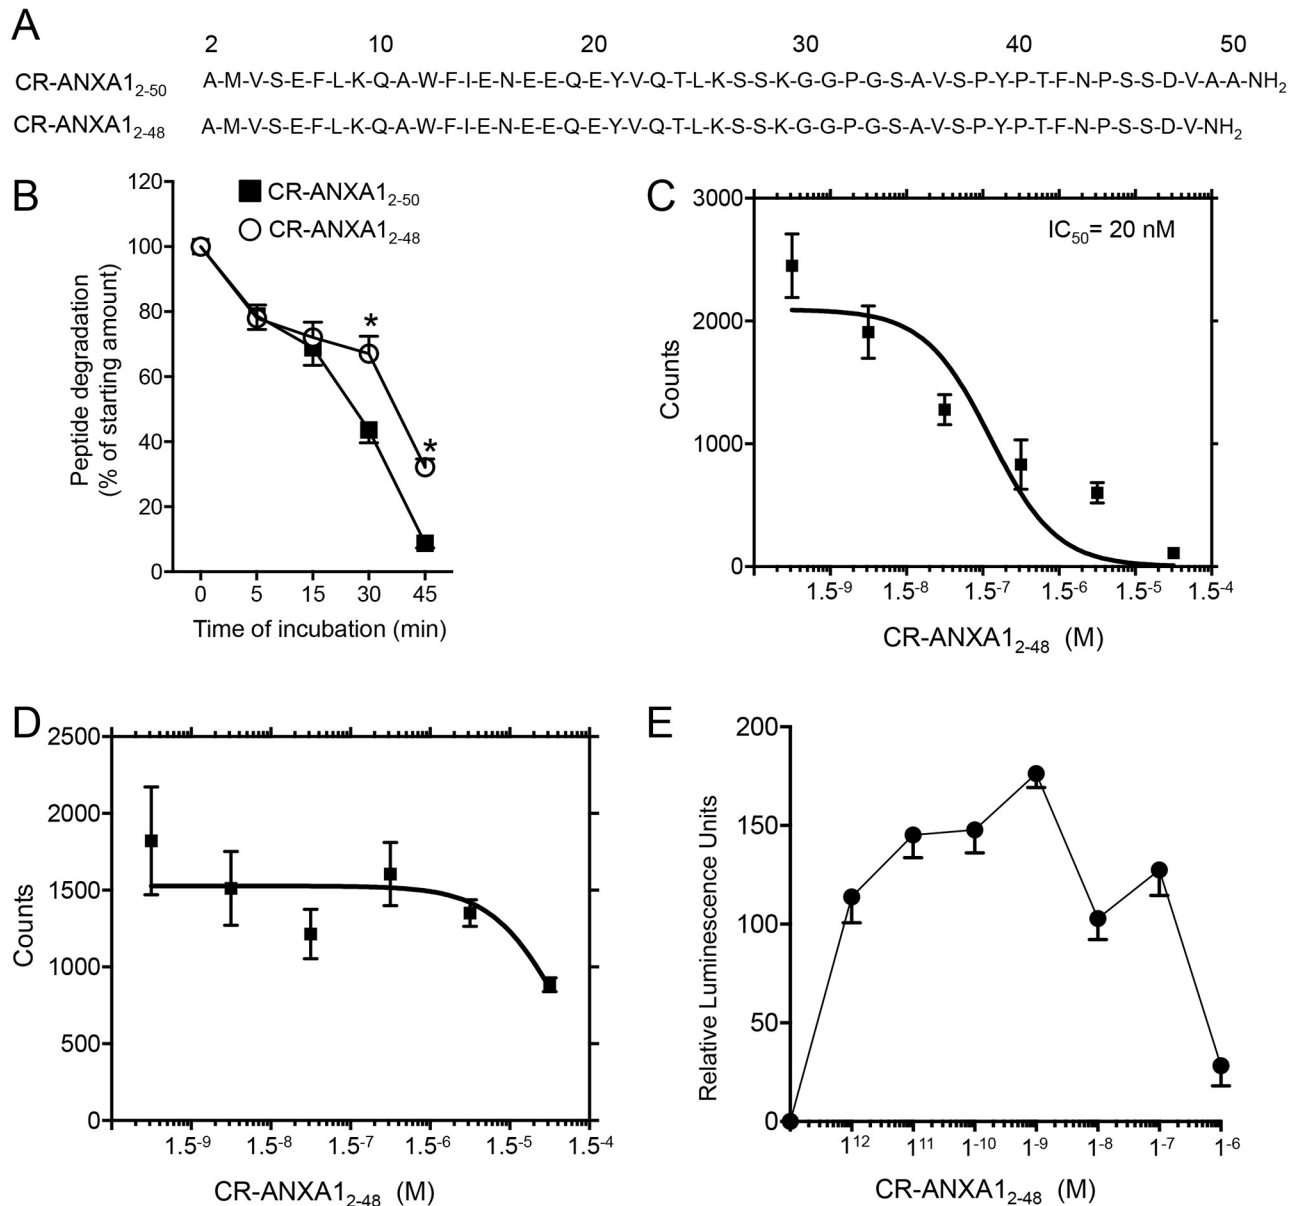 A
2 10 20 30 40 50
CR-ANXA12-50 A-M-V-S-E-F-L-K-Q-A-W-F-I-E-N-E-E-Q-E-Y-V-Q-T-L-K-S-S-K-G-G-P-G-S-A-V-S-P-Y-P-T-F-N-P-S-S-D-V-A-A-NH2
CR-ANXA12-48 A-M-V-S-E-F-L-K-Q-A-W-F-I-E-N-E-E-Q-E-Y-V-Q-T-L-K-S-S-K-G-G-P-G-S-A-V-S-P-Y-P-T-F-N-P-S-S-D-V-NH2
B
CR-ANXA12-50
CR-ANXA12-48
Peptide degradation
(% of starting amount)
120
100
80
60
40
20
0
*
*
0 5 15 30 45
Time of incubation (min)
C
IC50= 20 nM
Counts
3000
2000
1000
0
1.5-9 1.5-8 1.5-7 1.5-6 1.5-5 1.5-4
CR-ANXA12-48 (M)
D
Counts
2500
2000
1500
1000
500
0
1.5-9 1.5-8 1.5-7 1.5-6 1.5-5 1.5-4
CR-ANXA12-48 (M)
E
Relative Luminescence Units
200
150
100
50
0
112 111 1-10 1-9 1-8 1-7 1-6
CR-ANXA12-48 (M)